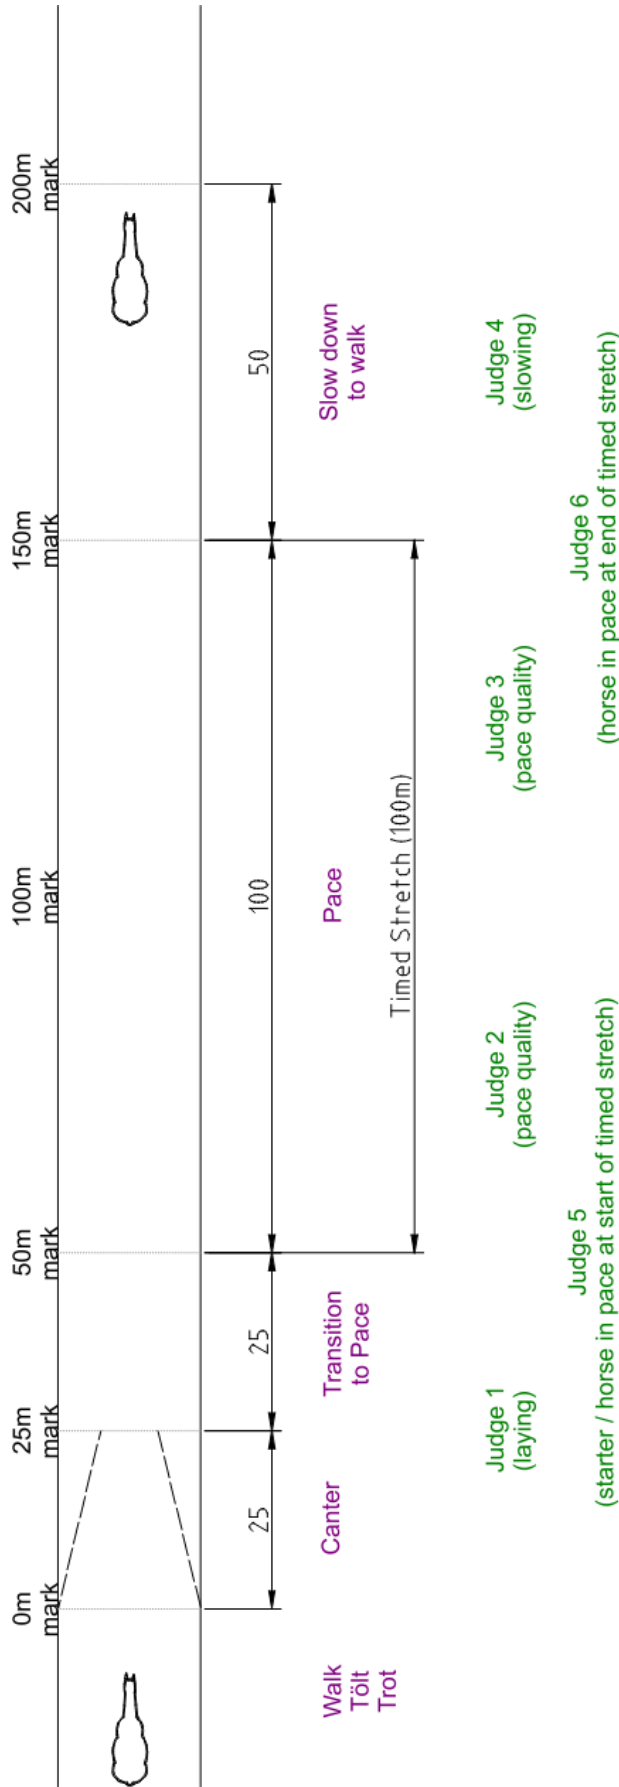 0m
mark
25m
mark
50m
mark
100m
mark
150m
mark
200m
mark
25
25
100
50
Walk
Tölt
Trot
Canter
Transition
to Pace
Pace
Slow down
to walk
Timed Stretch (100m)
Judge 1
(laying)
Judge 2
(pace quality)
Judge 3
(pace quality)
Judge 4
(slowing)
Judge 5
(starter / horse in pace at start of timed stretch)
Judge 6
(horse in pace at end of timed stretch)